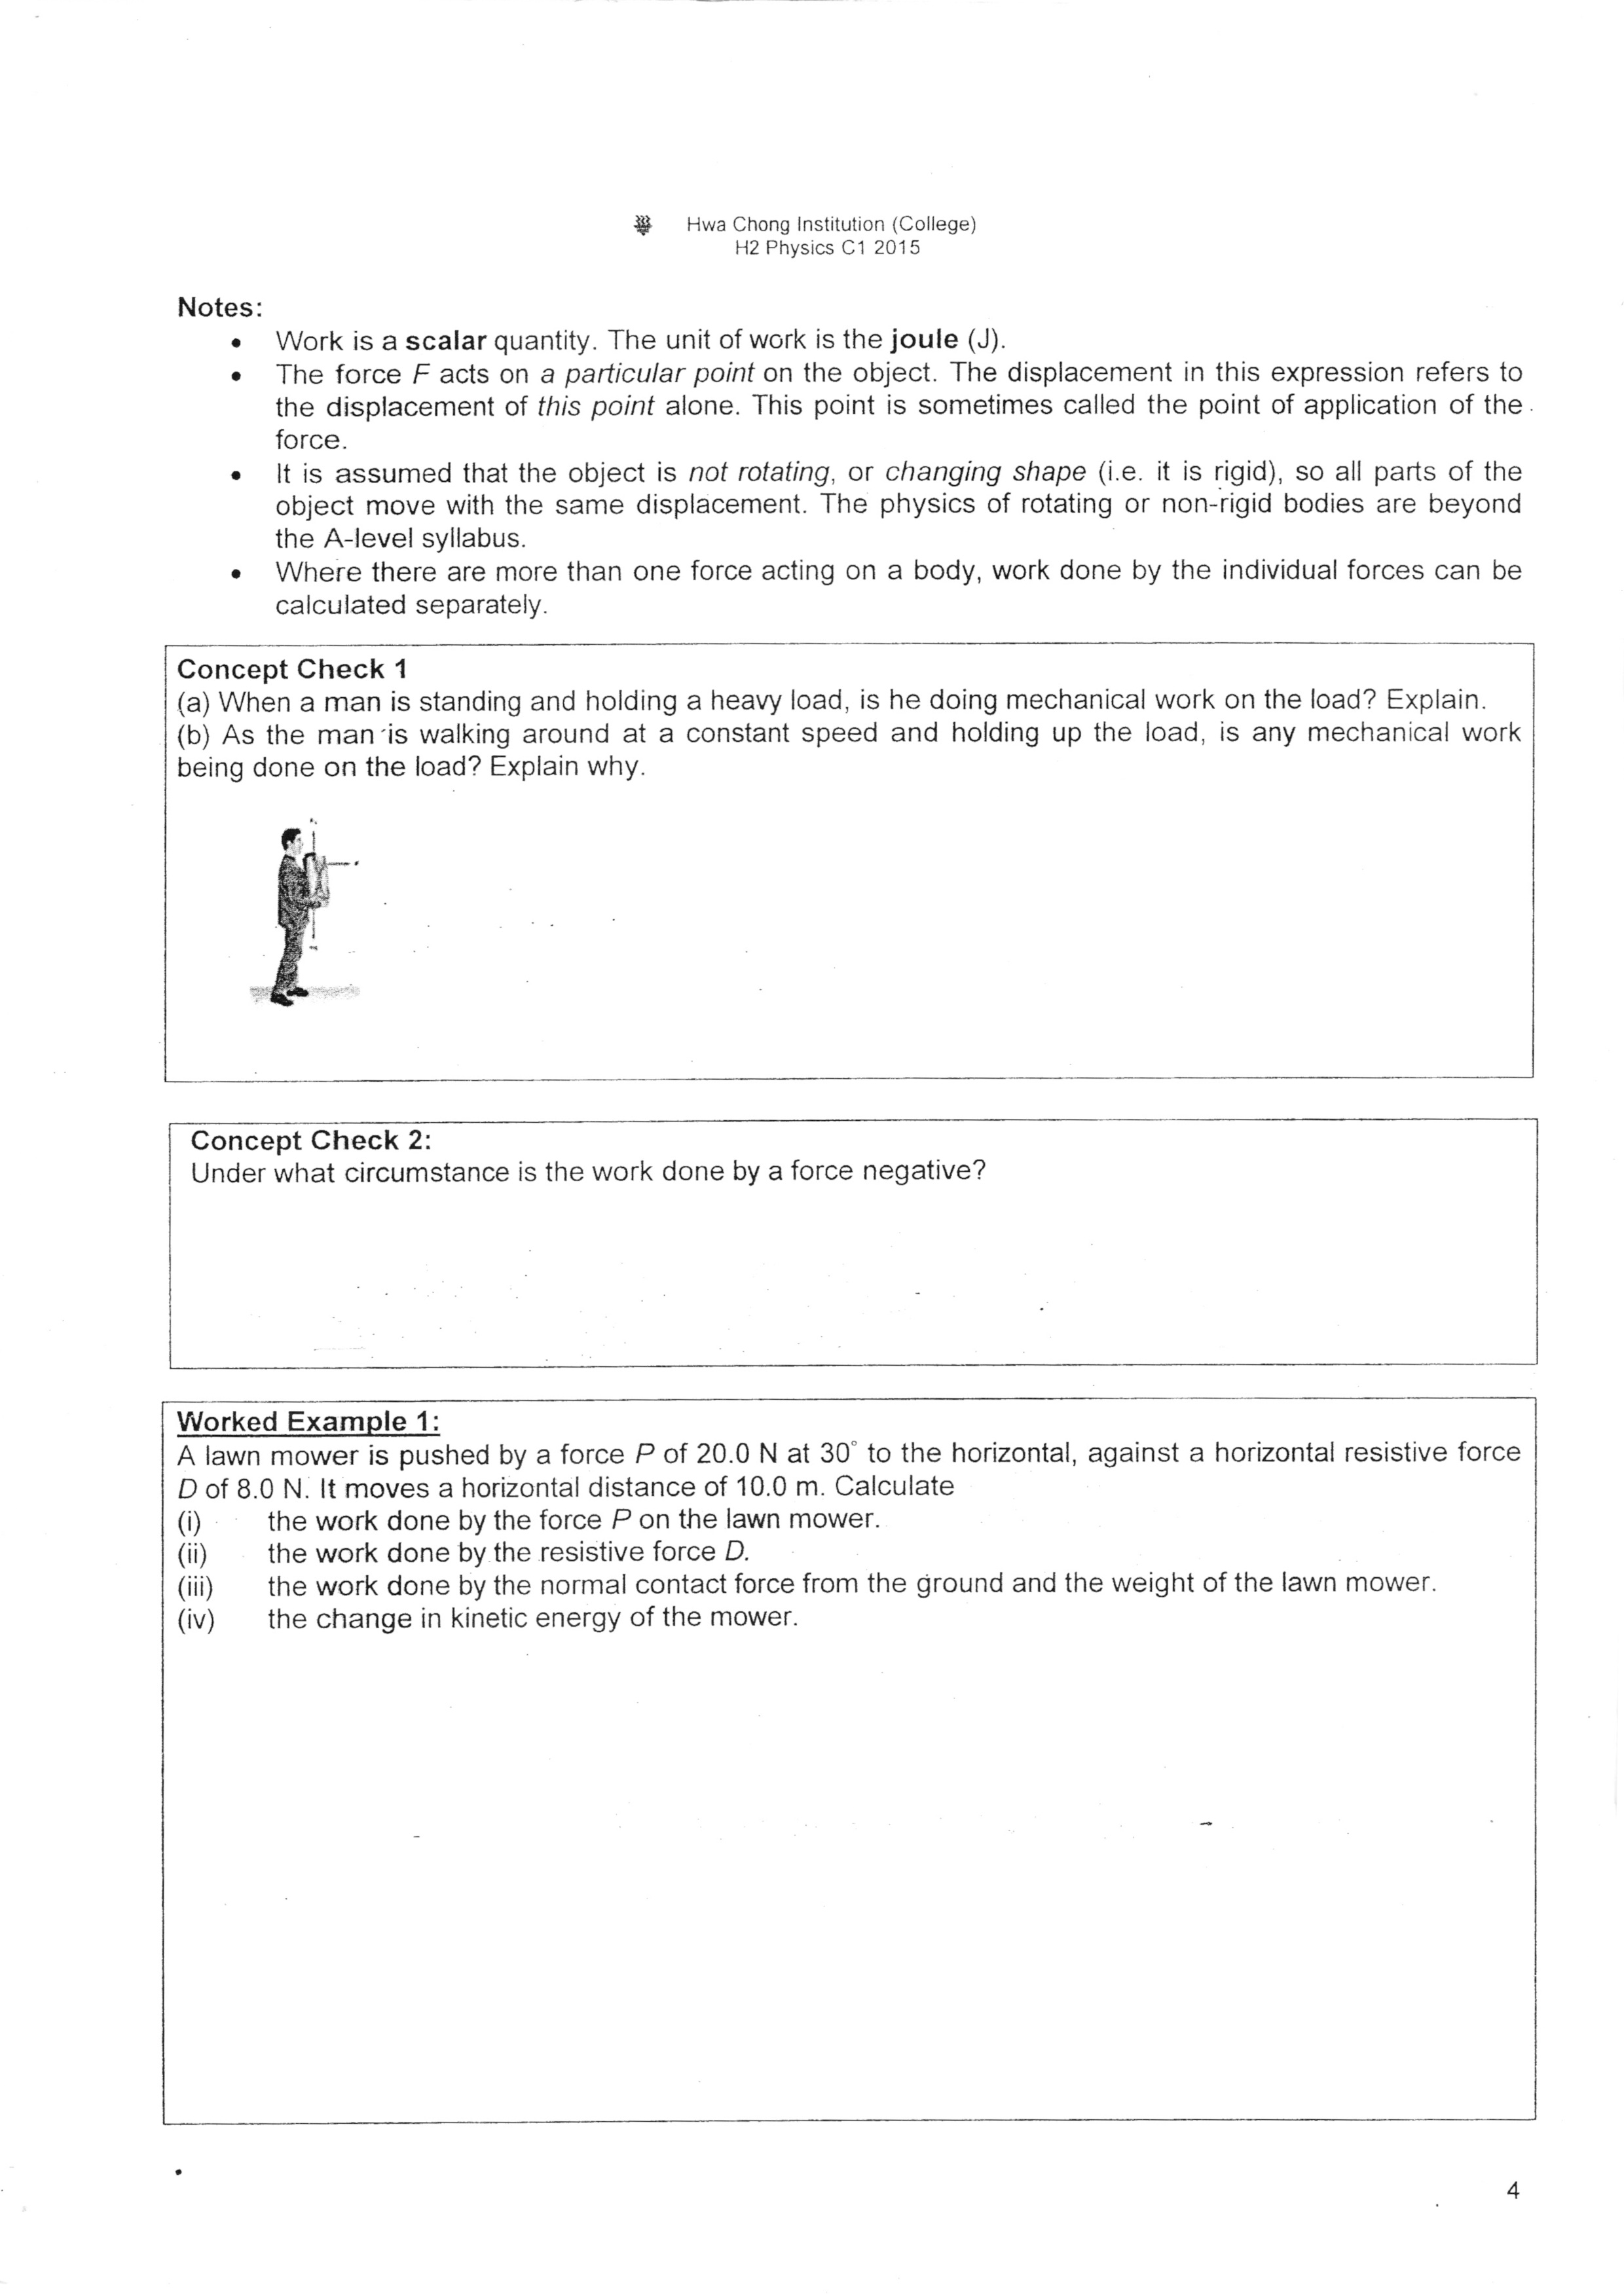 Hwa Chong Institution (College)
H2 Physics C1 2015
Notes:
• Work is a scalar quantity. The unit of work is the joule (J).
• The force F acts on a particular point on the object. The displacement in this expression refers to
the displacement of this point alone. This point is sometimes called the point of application of the
force.
• It is assumed that the object is not rotating, or changing shape (i.e. it is rigid), so all parts of the
object move with the same displacement. The physics of rotating or non-rigid bodies are beyond
the A-level syllabus.
• Where there are more than one force acting on a body, work done by the individual forces can be
calculated separately.
Concept Check 1
(a) When a man is standing and holding a heavy load, is he doing mechanical work on the load? Explain.
(b) As the man is walking around at a constant speed and holding up the load, is any mechanical work
being done on the load? Explain why.
Concept Check 2:
Under what circumstance is the work done by a force negative?
Worked Example 1:
A lawn mower is pushed by a force P of 20.0 N at 30° to the horizontal, against a horizontal resistive force
D of 8.0 N. It moves a horizontal distance of 10.0 m. Calculate
(i) the work done by the force P on the lawn mower.
(ii) the work done by the resistive force D.
(iii) the work done by the normal contact force from the ground and the weight of the lawn mower.
(iv) the change in kinetic energy of the mower.
4